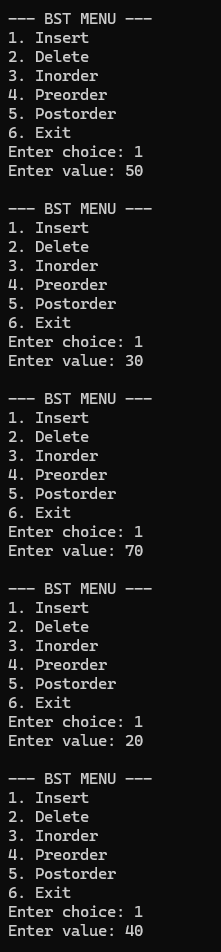 --- BST MENU ---
1. Insert
2. Delete
3. Inorder
4. Preorder
5. Postorder
6. Exit
Enter choice: 1
Enter value: 50

--- BST MENU ---
1. Insert
2. Delete
3. Inorder
4. Preorder
5. Postorder
6. Exit
Enter choice: 1
Enter value: 30

--- BST MENU ---
1. Insert
2. Delete
3. Inorder
4. Preorder
5. Postorder
6. Exit
Enter choice: 1
Enter value: 70

--- BST MENU ---
1. Insert
2. Delete
3. Inorder
4. Preorder
5. Postorder
6. Exit
Enter choice: 1
Enter value: 20

--- BST MENU ---
1. Insert
2. Delete
3. Inorder
4. Preorder
5. Postorder
6. Exit
Enter choice: 1
Enter value: 40